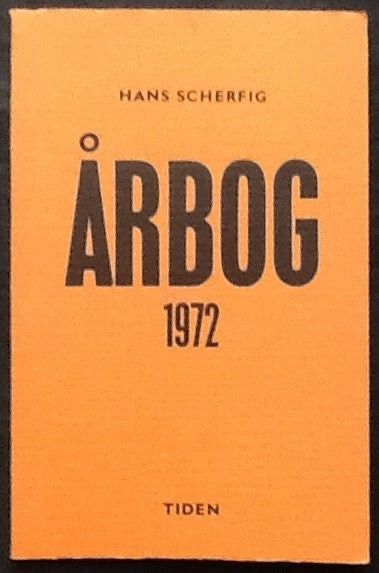 HANS SCHERFIG
ÅRBOG
1972
TIDEN